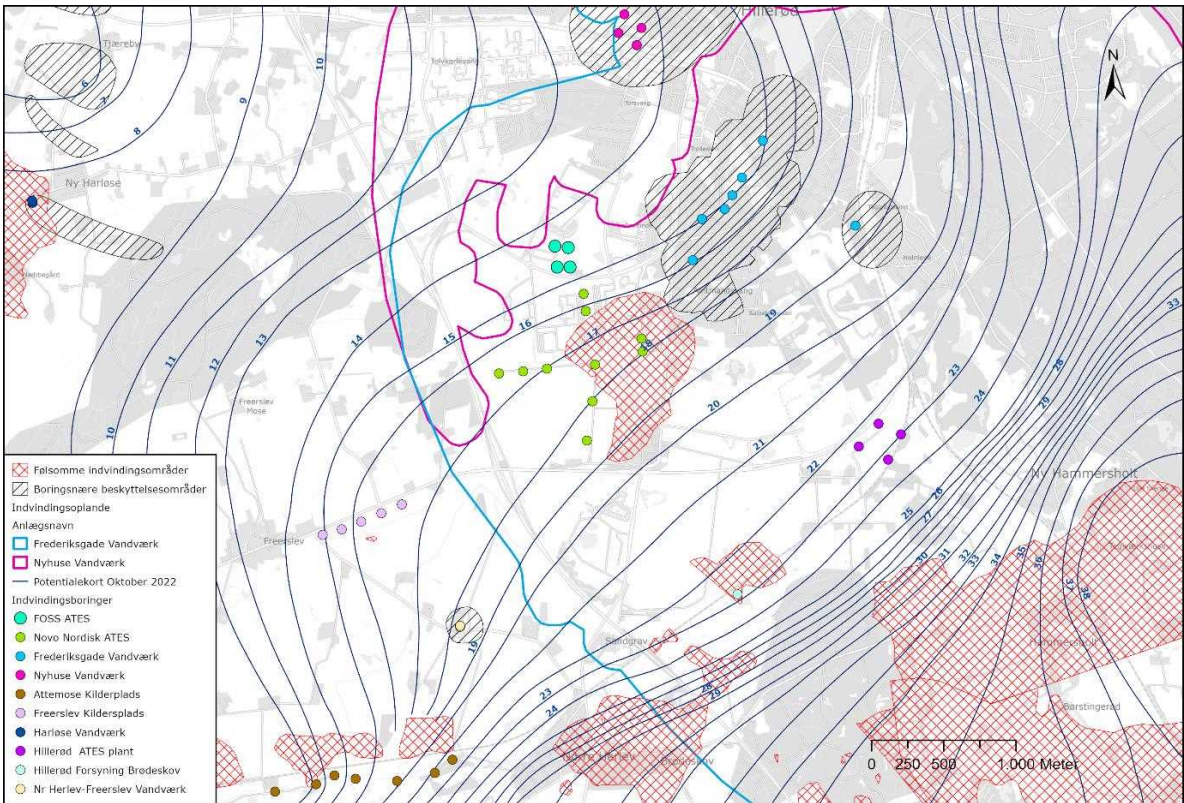 Hillerød
Tjæreby
Tolvkarlevang
10
6
7
9
8
Ny Harløse
33
19
16
17
15
18
14
13
12
11
10
Freerslev
Mose
20
21
22
23
24
28
29
Ny Hammersholt
26
25
27
30
31
32
33
34
35
36
37
38
Freerslev
19
Sandgrav
23
24
28
29
Nørre Herlev
Brødeskov
Hammersholt
Børstingerød
N
0 250 500 1.000 Meter
Følsomme indvindingsområder
Boringsnære beskyttelsesområder
Indvindingsoplande
Anlægsnavn
Frederiksgade Vandværk
Nyhuse Vandværk
Potentialekort Oktober 2022
Indvindingsboringer
FOSS ATES
Novo Nordisk ATES
Frederiksgade Vandværk
Nyhuse Vandværk
Attemose Kilderplads
Freerslev Kildersplads
Harløse Vandværk
Hillerød ATES plant
Hillerød Forsyning Brødeskov
Nr Herlev-Freerslev Vandværk